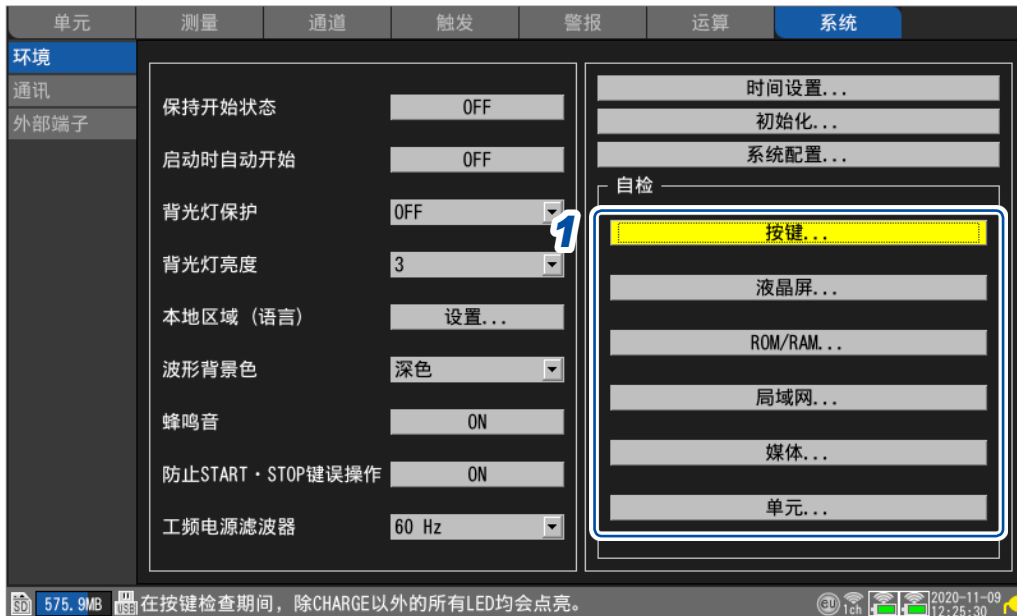 单元 测量 通道 触发 警报 运算 系统
环境
通讯
外部端子
保持开始状态 OFF
启动时自动开始 OFF
背光灯保护 OFF
背光灯亮度 3
本地区域（语言） 设置...
波形背景色 深色
蜂鸣音 ON
防止START・STOP键误操作 ON
工频电源滤波器 60 Hz
时间设置...
初始化...
系统配置...
自检
1
按键...
液晶屏...
ROM/RAM...
局域网...
媒体...
单元...
SD 575.9MB USB 在按键检查期间，除CHARGE以外的所有LED均会点亮。
eu 1ch 2020-11-09
12:25:30